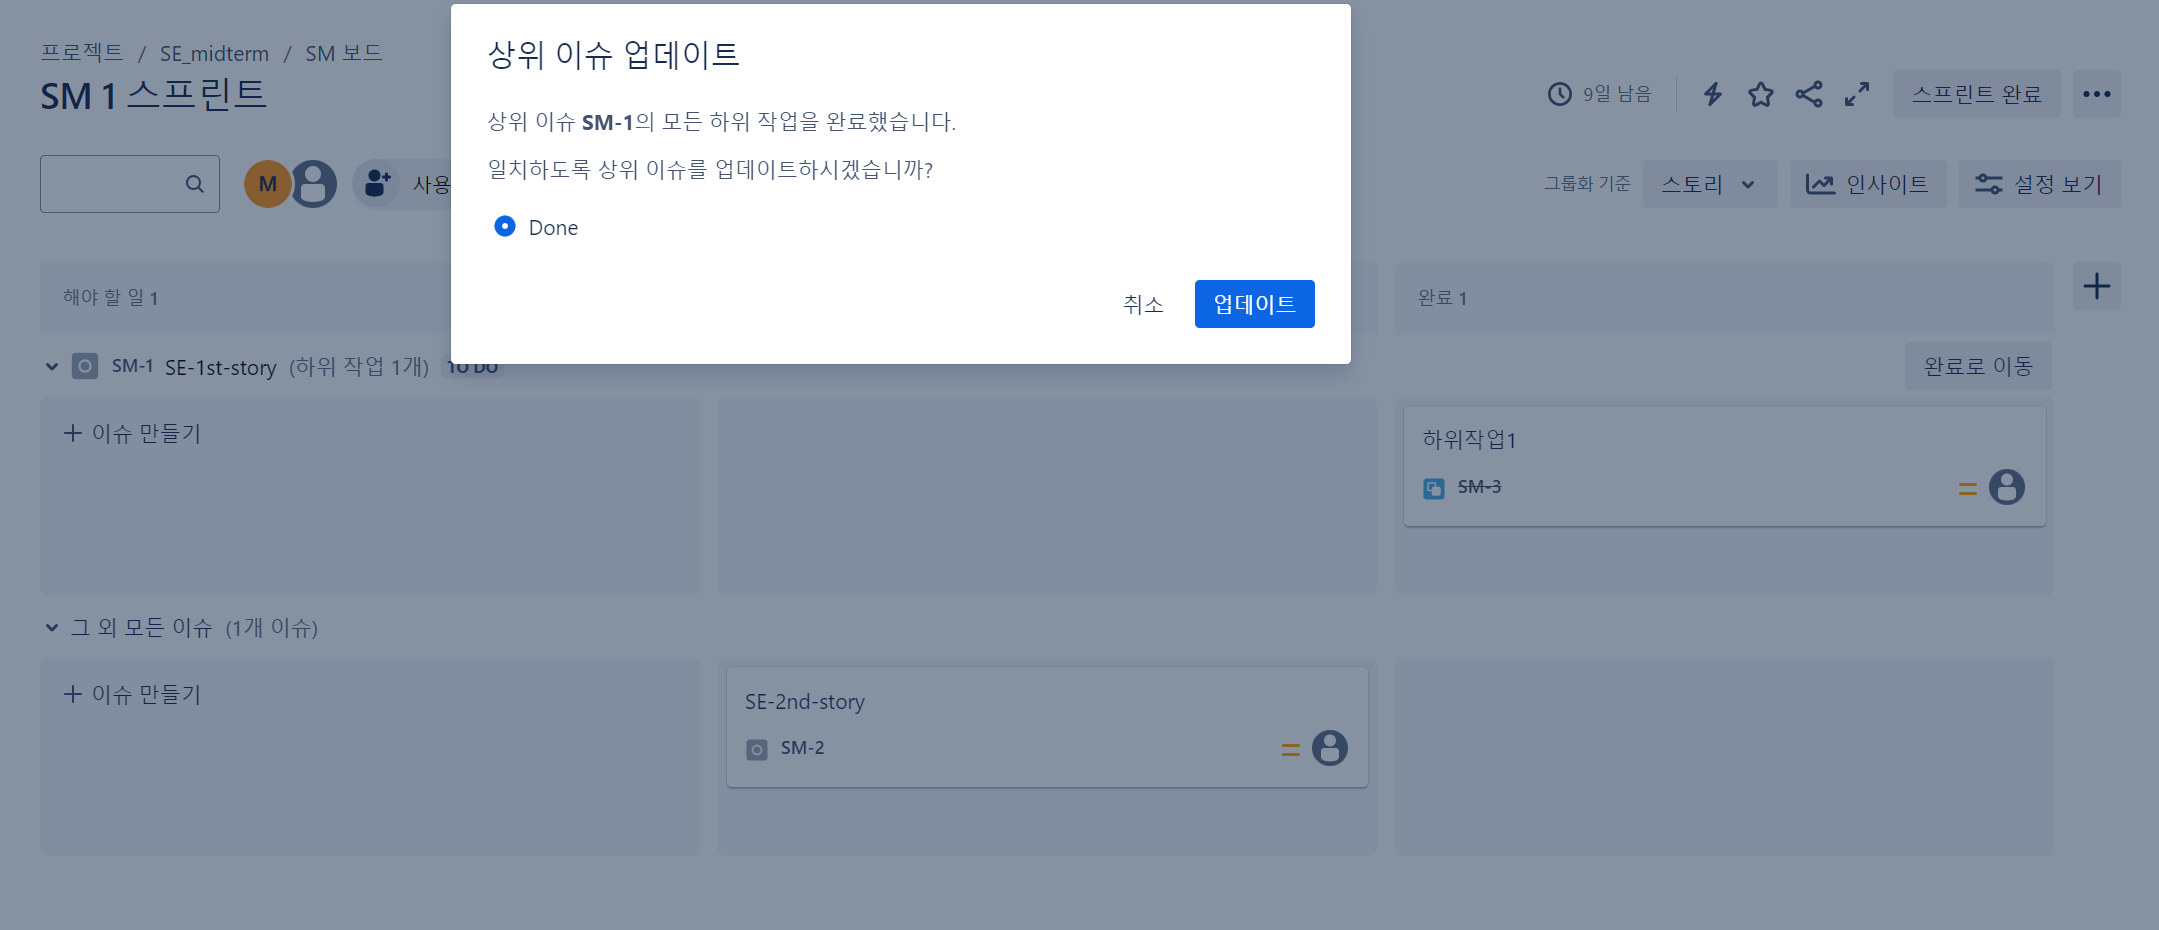 프로젝트 / SE_midterm / SM 보드
SM 1 스프린트
상위 이슈 업데이트
상위 이슈 SM-1의 모든 하위 작업을 완료했습니다.
일치하도록 상위 이슈를 업데이트하시겠습니까?
Done
취소 업데이트
9일 남음 스프린트 완료
M 사용
그룹화 기준 스토리 인사이트 설정 보기
해야 할 일 1
완료 1
SM-1 SE-1st-story (하위 작업 1개) TO DO 완료로 이동
+ 이슈 만들기
하위작업1
SM-3
그 외 모든 이슈 (1개 이슈)
+ 이슈 만들기
SE-2nd-story
SM-2